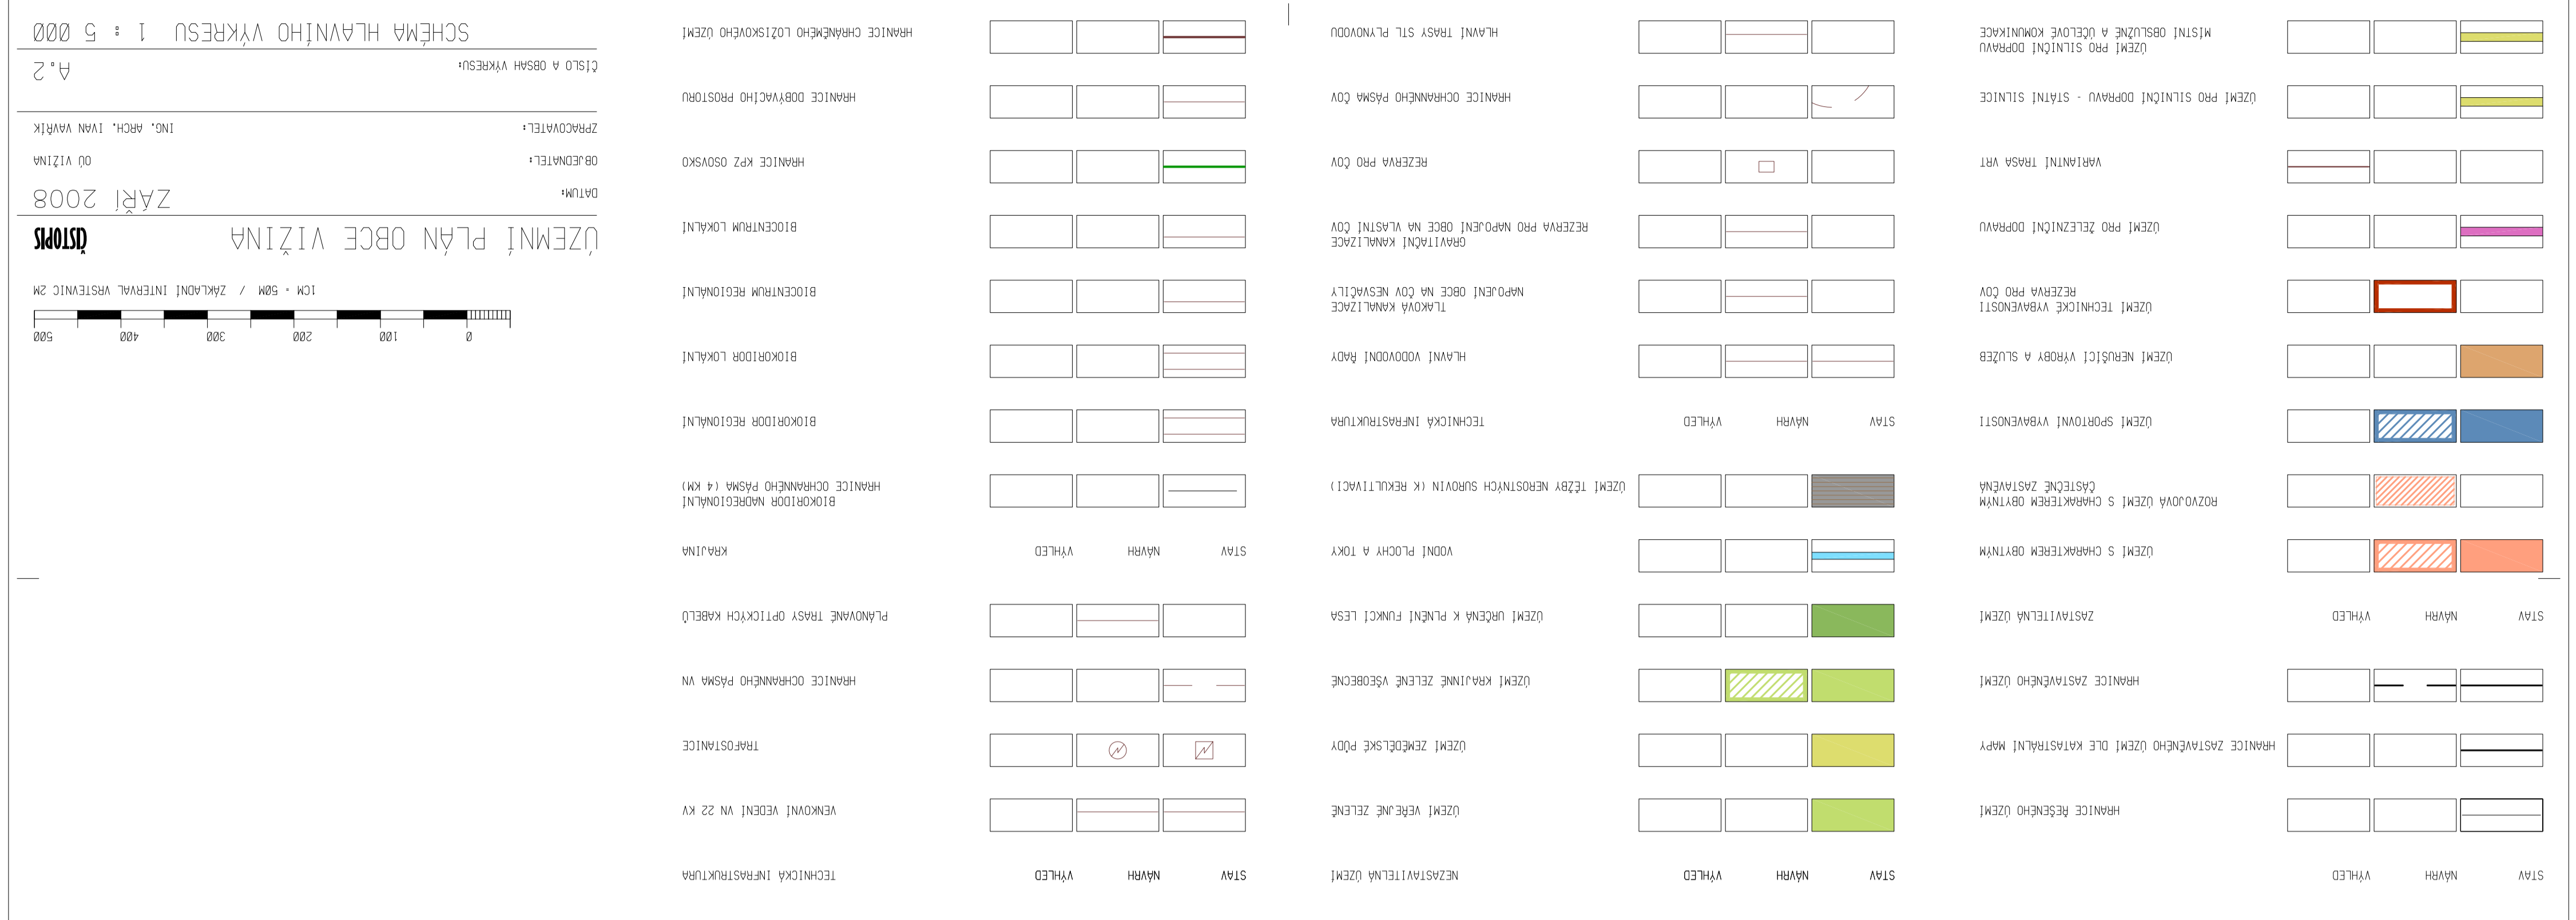 STAV NÁVRH VÝHLED
HRANICE ŘEŠENÉHO ÚZEMÍ
HRANICE ZASTAVĚNÉHO ÚZEMÍ DLE KATASTRÁLNÍ MAPY
HRANICE ZASTAVĚNÉHO ÚZEMÍ
STAV NÁVRH VÝHLED ZASTAVITELNÁ ÚZEMÍ
ÚZEMÍ S CHARAKTEREM OBYTNÝM
ROZVOJOVÁ ÚZEMÍ S CHARAKTEREM OBYTNÝM
ČÁSTEČNĚ ZASTAVĚNÁ
ÚZEMÍ SPORTOVNÍ VYBAVENOSTI
ÚZEMÍ NERUŠÍCÍ VÝROBY A SLUŽEB
ÚZEMÍ TECHNICKÉ VYBAVENOSTI
REZERVA PRO ČOV
ÚZEMÍ PRO ŽELEZNIČNÍ DOPRAVU
VARIANTNÍ TRASA VRT
ÚZEMÍ PRO SILNIČNÍ DOPRAVU - STÁTNÍ SILNICE
ÚZEMÍ PRO SILNIČNÍ DOPRAVU
MÍSTNÍ OBSLUŽNÉ A ÚČELOVÉ KOMUNIKACE
STAV NÁVRH VÝHLED NEZASTAVITELNÁ ÚZEMÍ
ÚZEMÍ VEŘEJNÉ ZELENĚ
ÚZEMÍ ZEMĚDĚLSKÉ PŮDY
ÚZEMÍ KRAJINNÉ ZELENĚ VŠEOBECNÉ
ÚZEMÍ URČENÁ K PLNĚNÍ FUNKCÍ LESA
VODNÍ PLOCHY A TOKY
ÚZEMÍ TĚŽBY NEROSTNÝCH SUROVIN (K REKULTIVACI)
STAV NÁVRH VÝHLED TECHNICKÁ INFRASTRUKTURA
HLAVNÍ VODOVODNÍ ŘADY
TLAKOVÁ KANALIZACE
NAPOJENÍ OBCE NA ČOV NESVAČILY
GRAVITAČNÍ KANALIZACE
REZERVA PRO NAPOJENÍ OBCE NA VLASTNÍ ČOV
REZERVA PRO ČOV
HRANICE OCHRANNÉHO PÁSMA ČOV
HLAVNÍ TRASY STL PLYNOVODU
STAV NÁVRH VÝHLED TECHNICKÁ INFRASTRUKTURA
VENKOVNÍ VEDENÍ VN 22 KV
TRAFOSTANICE
HRANICE OCHRANNÉHO PÁSMA VN
PLÁNOVANÉ TRASY OPTICKÝCH KABELŮ
STAV NÁVRH VÝHLED KRAJINA
BIOKORIDOR NADREGIONÁLNÍ
HRANICE OCHRANNÉHO PÁSMA (4 KM)
BIOKORIDOR REGIONÁLNÍ
BIOKORIDOR LOKÁLNÍ
BIOCENTRUM REGIONÁLNÍ
BIOCENTRUM LOKÁLNÍ
HRANICE KPZ OSOVSKO
HRANICE DOBÝVACÍHO PROSTORU
HRANICE CHRÁNĚMÉHO LOŽISKOVÉHO ÚZEMÍ
0 100 200 300 400 500
1CM = 50M / ZÁKLADNÍ INTERVAL VRSTEVNIC 2M
ÚZEMNÍ PLÁN OBCE VIŽINA ČISTOPIS
DATUM: ZÁŘÍ 2008
OBJEDNATEL: OÚ VIŽINA
ZPRACOVATEL: ING. ARCH. IVAN VAVŘÍK
ČÍSLO A OBSAH VÝKRESU: A.2
SCHÉMA HLAVNÍHO VÝKRESU 1 : 5 000